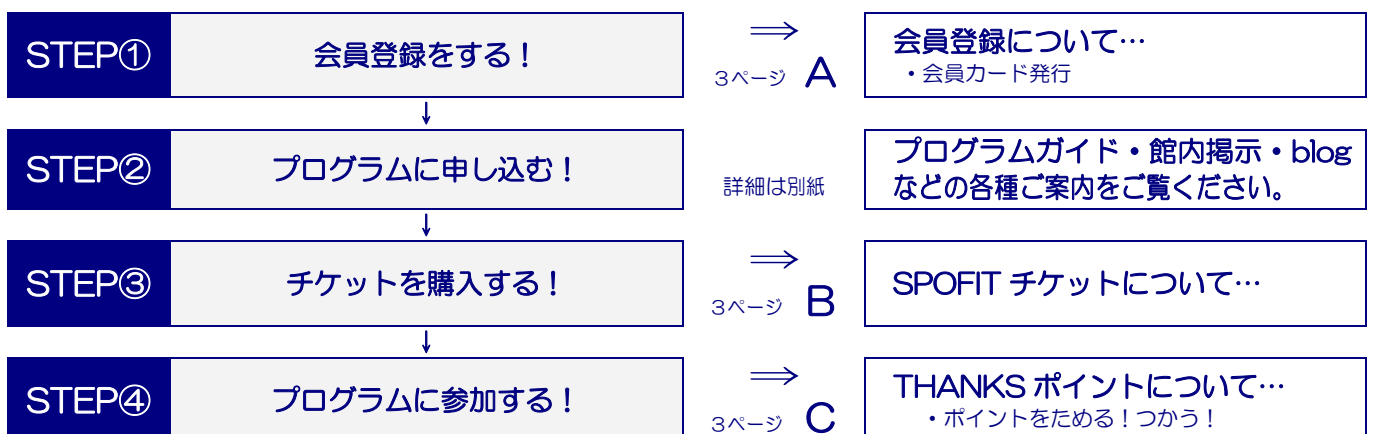 STEP① 会員登録をする！ ⇒ 3ページ A 会員登録について…
・会員カード発行
↓
STEP② プログラムに申し込む！ 詳細は別紙 プログラムガイド・館内掲示・blog
などの各種ご案内をご覧ください。
↓
STEP③ チケットを購入する！ ⇒ 3ページ B SPOFIT チケットについて…
↓
STEP④ プログラムに参加する！ ⇒ 3ページ C THANKS ポイントについて…
・ポイントをためる！つかう！